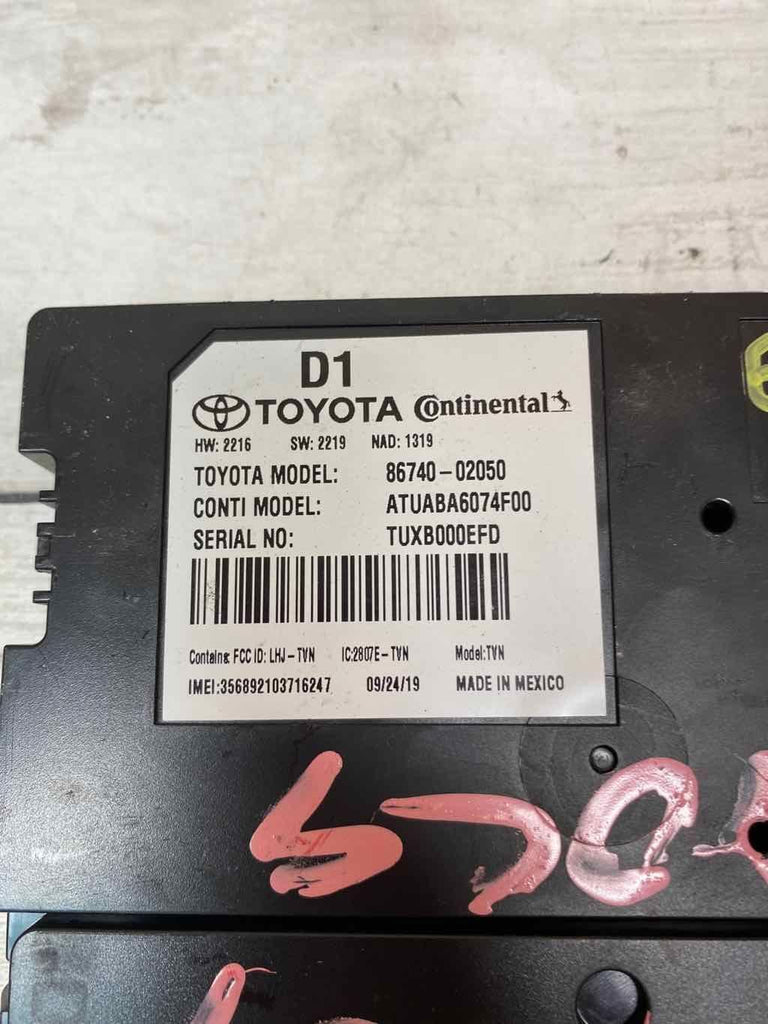 D1
TOYOTA Continental
HW: 2216 SW: 2219 NAD: 1319
TOYOTA MODEL: 86740-02050
CONTI MODEL: ATUABA6074F00
SERIAL NO: TUXB000EFD
Contains FCC ID: LHJ-TVN IC:2807E-TVN Model:TVN
IMEI:356892103716247 09/24/19 MADE IN MEXICO